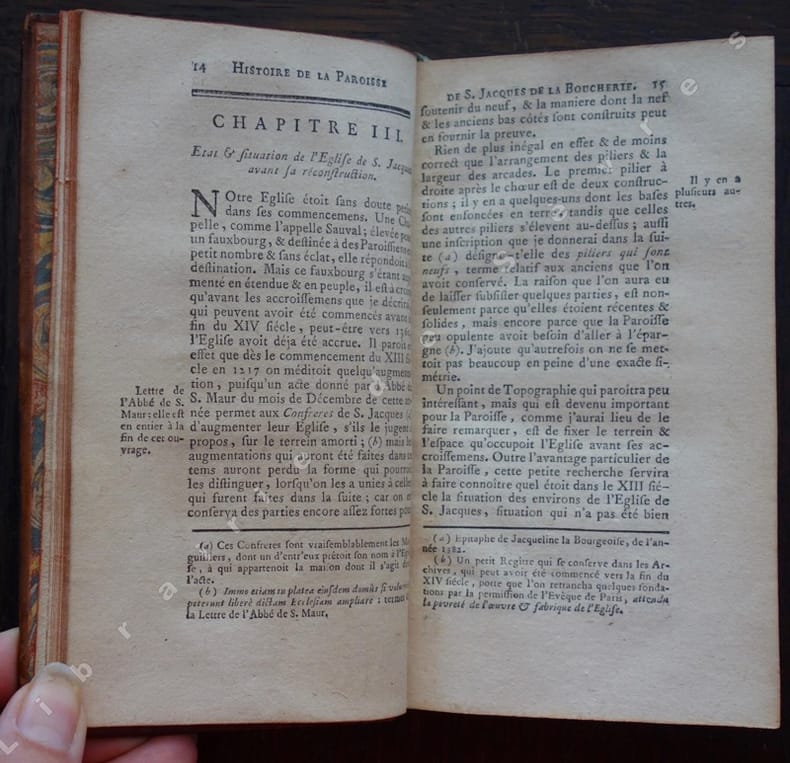 14 HISTOIRE DE LA PAROISSE
CHAPITRE III.
Etat & ſituation de l'Egliſe de S. Jacques
avant ſa réconſtruction.
NOtre Egliſe étoit ſans doute
dans ſes commencemens. Une
pelle, comme l'appelle Sauval; élevée
un fauxbourg, & deſtinée à des Paroiſſiens
petit nombre & ſans éclat, elle répondoit
deſtination. Mais ce fauxbourg s'étant
menté en étendue & en peuple, il eſt à
qu'avant les accroiſſemens que je décrirai
qui peuvent avoir été commencés avant
fin du XIV ſiécle, peut-être vers
l'Egliſe avoit déja été accrue. Il paroît
effet que dès le commencement du XIII
cle en 1217 on méditoit quelqu'augmen
tion, puiſqu'un acte donné par l'Abbé
S. Maur du mois de Décembre de cette
née permet aux Confreres de S. Jacques
d'augmenter leur Egliſe, s'ils le jugent
propos, ſur le terrein amorti; (b) mais
augmentations qui auront été faites dans
tems auront perdu la forme qui
les diſtinguer, lorſqu'on les a unies à
qui furent faites dans la ſuite; car on
conſerva des parties encore aſſez fortes
Lettre de
l'Abbé de S.
Maur; elle eſt
en entier à la
fin de cet ou-
vrage.
(a) Ces Confreres ſont vraiſemblablement les
guilliers, dont un d'entr'eux prêtoit ſon nom à
ſe, à qui appartenoit la maiſon dont il s'agit
l'acte.
(b) Immo etiam in platea ejuſdem domûs ſi
poterunt liberè dictam Eccleſiam ampliare:
la Lettre de l'Abbé de S. Maur.
DE S. JACQUES DE LA BOUCHERIE. 15
ſoutenir du neuf, & la maniere dont la nef
& les anciens bas côtés ſont conſtruits peut
en fournir la preuve.
Rien de plus inégal en effet & de moins
correct que l'arrangement des piliers & la
largeur des arcades. Le premier pilier à
droite après le chœur eſt de deux conſtruc-
tions; il y en a quelques-uns dont les baſes
ſont enfoncées en terre, tandis que celles
des autres piliers s'élevent au-deſſus; auſſi
une inſcription que je donnerai dans la ſui-
te (a) déſigne-t'elle des piliers qui ſont
neufs, terme relatif aux anciens que l'on
avoit conſervé. La raiſon que l'on aura eu
de laiſſer ſubſiſter quelques parties, eſt non-
ſeulement parce qu'elles étoient récentes &
ſolides, mais encore parce que la Paroiſſe
peu opulente avoit beſoin d'aller à l'épar-
gne (b). J'ajoute qu'autrefois on ne ſe met-
toit pas beaucoup en peine d'une exacte ſi-
métrie.
Un point de Topographie qui paroîtra peu
intéreſſant, mais qui eſt devenu important
pour la Paroiſſe, comme j'aurai lieu de le
faire remarquer, eſt de fixer le terrein &
l'eſpace qu'occupoit l'Egliſe avant ſes ac-
croiſſemens. Outre l'avantage particulier de
la Paroiſſe, cette petite recherche ſervira
à faire connoître quel étoit dans le XIII ſié-
cle la ſituation des environs de l'Egliſe de
S. Jacques, ſituation qui n'a pas été bien
Il y en a
pluſieurs au-
tres.
(a) Epitaphe de Jacqueline la Bourgeoiſe, de l'an-
née 1382.
(b) Un petit Regître qui ſe conſerve dans les Ar-
chives, qui peut avoir été commencé vers la fin du
XIV ſiécle, porte que l'on retrancha quelques fonda-
tions par la permiſſion de l'Evêque de Paris, attendu
la povreté de l'œuvre & fabrique de l'Egliſe.